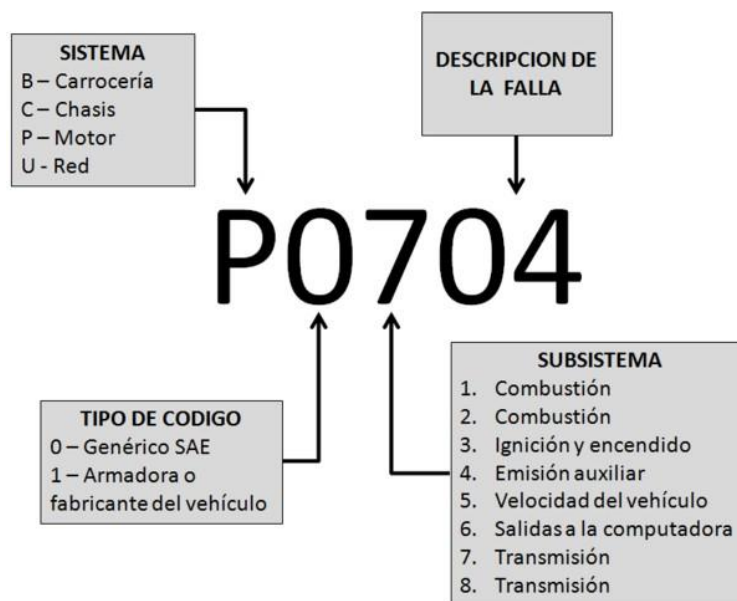 SISTEMA
B – Carrocería
C – Chasis
P – Motor
U - Red
DESCRIPCION DE
LA FALLA
P0704
TIPO DE CODIGO
0 – Genérico SAE
1 – Armadora o
fabricante del vehículo
SUBSISTEMA
1. Combustión
2. Combustión
3. Ignición y encendido
4. Emisión auxiliar
5. Velocidad del vehículo
6. Salidas a la computadora
7. Transmisión
8. Transmisión